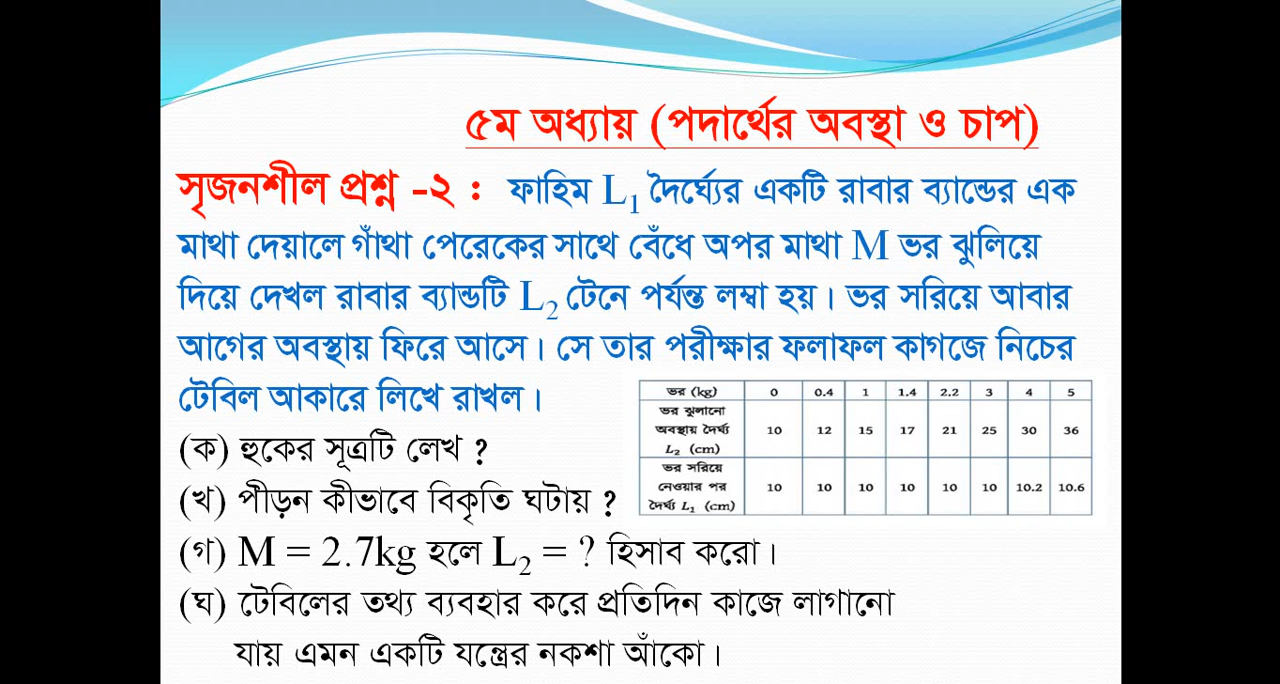 ৫ম অধ্যায় (পদার্থের অবস্থা ও চাপ)
সৃজনশীল প্রশ্ন -২ : ফাহিম L₁ দৈর্ঘ্যের একটি রাবার ব্যান্ডের এক
মাথা দেয়ালে গাঁথা পেরেকের সাথে বেঁধে অপর মাথা M ভর ঝুলিয়ে
দিয়ে দেখল রাবার ব্যান্ডটি L₂ টেনে পর্যন্ত লম্বা হয়। ভর সরিয়ে আবার
আগের অবস্থায় ফিরে আসে। সে তার পরীক্ষার ফলাফল কাগজে নিচের
টেবিল আকারে লিখে রাখল।
ভর (kg) 0 0.4 1 1.4 2.2 3 4 5
ভর ঝুলানো
অবস্থায় দৈর্ঘ্য 10 12 15 17 21 25 30 36
L₂ (cm)
ভর সরিয়ে
নেওয়ার পর 10 10 10 10 10 10 10.2 10.6
দৈর্ঘ্য L₁ (cm)
(ক) হুকের সূত্রটি লেখ ?
(খ) পীড়ন কীভাবে বিকৃতি ঘটায় ?
(গ) M = 2.7kg হলে L₂ = ? হিসাব করো।
(ঘ) টেবিলের তথ্য ব্যবহার করে প্রতিদিন কাজে লাগানো
যায় এমন একটি যন্ত্রের নকশা আঁকো।